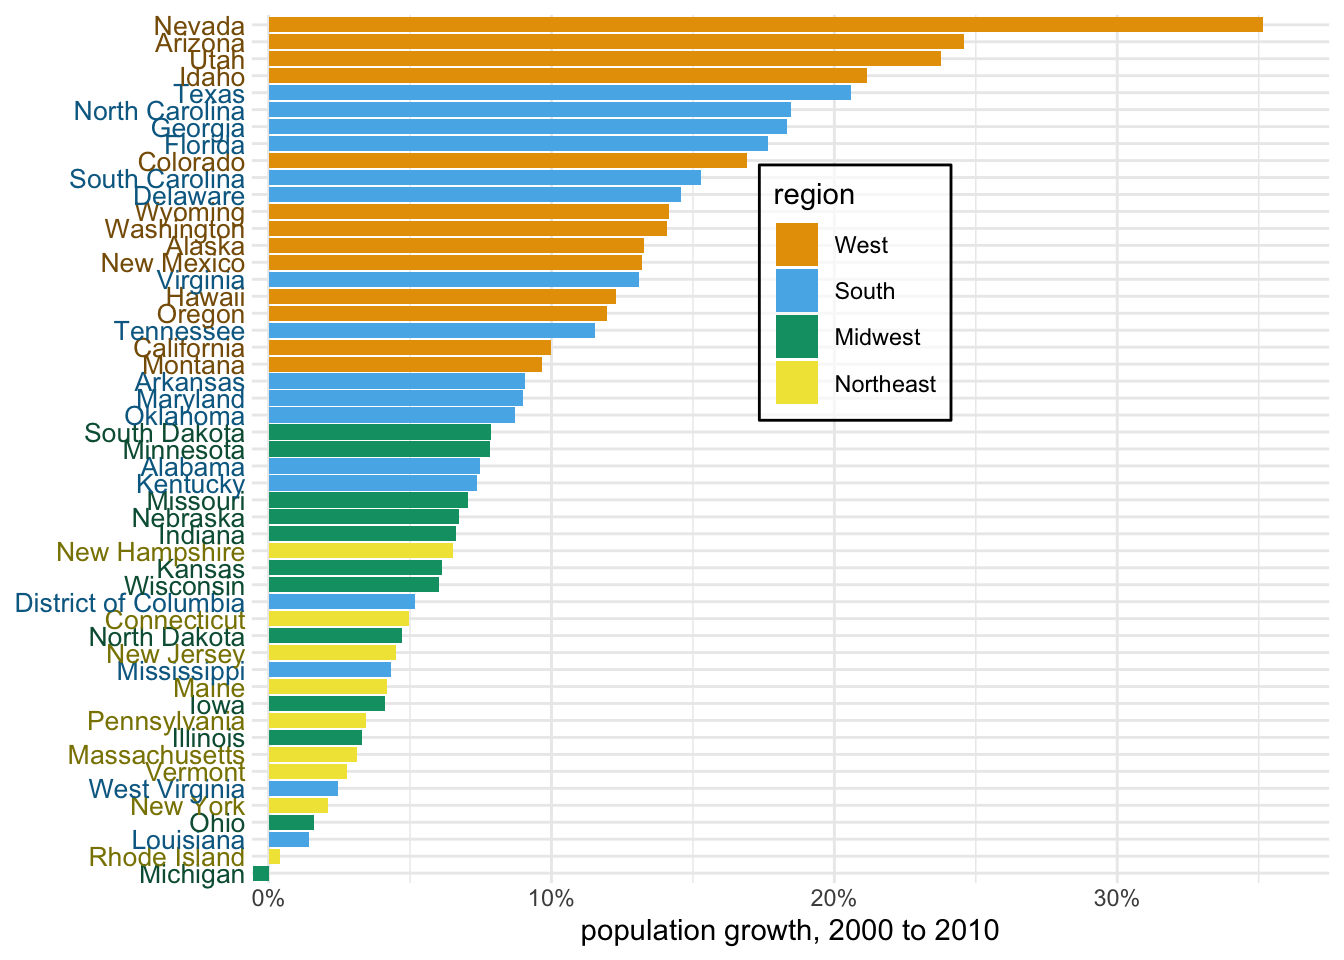 Nevada
Arizona
Utah
Idaho
Texas
North Carolina
Georgia
Florida
Colorado
South Carolina
Delaware
Wyoming
Washington
Alaska
New Mexico
Virginia
Hawaii
Oregon
Tennessee
California
Montana
Arkansas
Maryland
Oklahoma
South Dakota
Minnesota
Alabama
Kentucky
Missouri
Nebraska
Indiana
New Hampshire
Kansas
Wisconsin
District of Columbia
Connecticut
North Dakota
New Jersey
Mississippi
Maine
Iowa
Pennsylvania
Illinois
Massachusetts
Vermont
West Virginia
New York
Ohio
Louisiana
Rhode Island
Michigan
region
West
South
Midwest
Northeast
0% 10% 20% 30%
population growth, 2000 to 2010